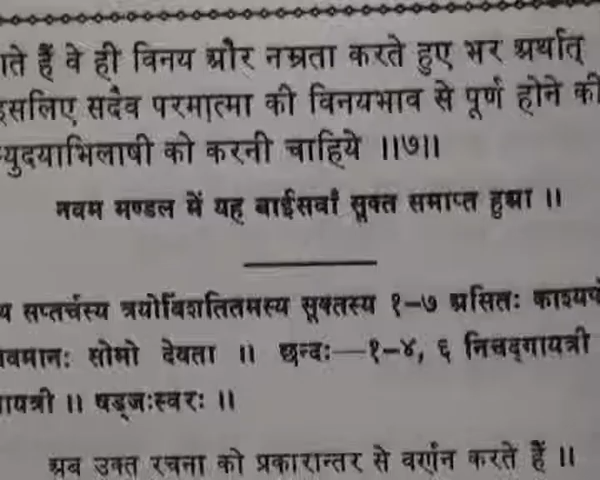 ाते हैं वे ही विनय और नम्रता करते हुए भर अर्थात्
इसलिए सदैव परमात्मा की विनयभाव से पूर्ण होने की
्युदयाभिलाषी को करनी चाहिये ।।७।।
नवम मण्डल में यह बाईसवाँ सूक्त समाप्त हुआ ।।
य सप्तर्चस्य त्रयोविंशतितमस्य सूक्तस्य १-७ असितः काश्यप
वमानः सोमो देवता ।। छन्दः—१-४, ६ निचृद्गायत्री
ायत्री ।। षड्जःस्वरः ।।
अब उक्त रचना को प्रकारान्तर से वर्णन करते हैं ।।